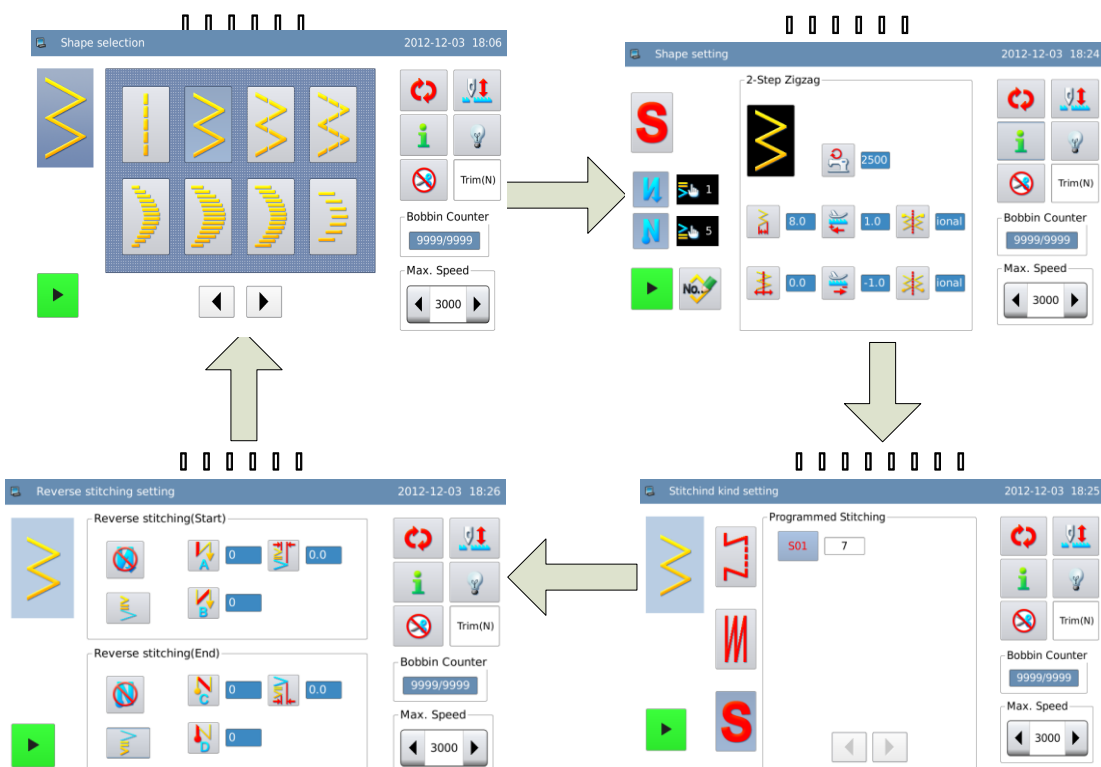 Shape selection 2012-12-03 18:06
Trim(N)
Bobbin Counter
9999/9999
Max. Speed
3000
Shape setting 2012-12-03 18:24
2-Step Zigzag
S
2500
1
5
8.0 1.0 ional
0.0 -1.0 ional
No...
Trim(N)
Bobbin Counter
9999/9999
Max. Speed
3000
Reverse stitching setting 2012-12-03 18:26
Reverse stitching(Start)
A 0 0.0
B 0
Reverse stitching(End)
C 0 0.0
D 0
Trim(N)
Bobbin Counter
9999/9999
Max. Speed
3000
Stitchind kind setting 2012-12-03 18:25
Programmed Stitching
S01 7
S
Trim(N)
Bobbin Counter
9999/9999
Max. Speed
3000